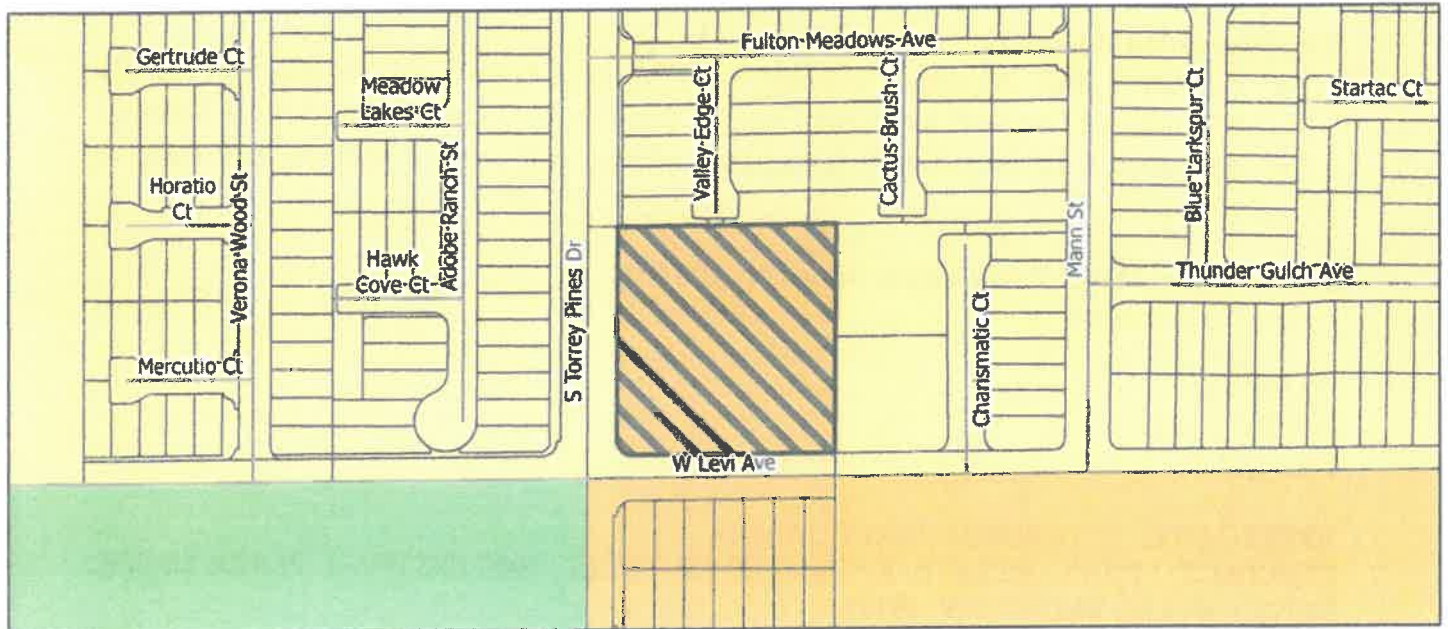 Gertrude Ct
Meadow
Lakes Ct
Fulton Meadows Ave
Startac Ct
Valley Edge Ct
Cactus Brush Ct
Blue Larkspur Ct
Horatio
Ct
Verona Wood St
Adobe Ranch St
Hawk
Cove Ct
S Torrey Pines Dr
Mann St
Thunder Gulch Ave
Mercutio Ct
Charismatic Ct
W Levi Ave